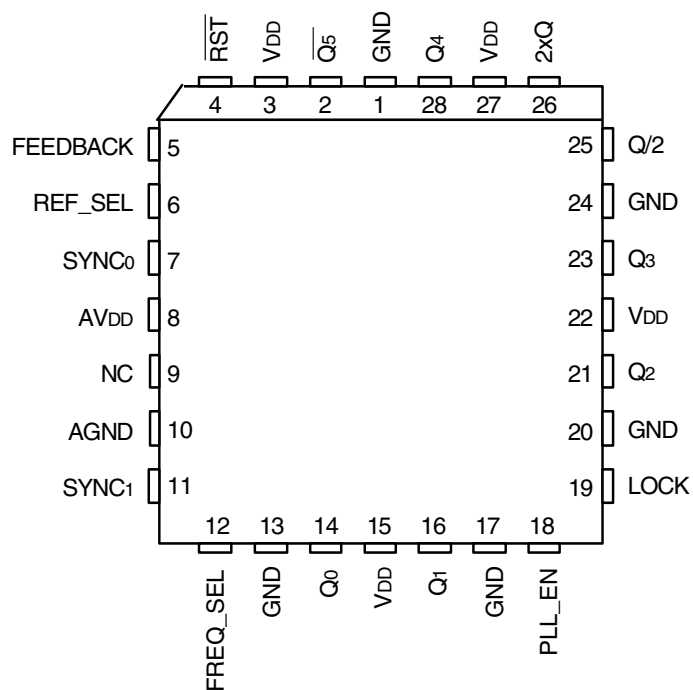 R̅S̅T̅
VDD
Q̅5̅
GND
Q4
VDD
2xQ
4 3 2 1 28 27 26
FEEDBACK 5
25 Q/2
REF_SEL 6
24 GND
SYNC0 7
23 Q3
AVDD 8
22 VDD
NC 9
21 Q2
AGND 10
20 GND
SYNC1 11
19 LOCK
12 13 14 15 16 17 18
FREQ_SEL
GND
Q0
VDD
Q1
GND
PLL_EN